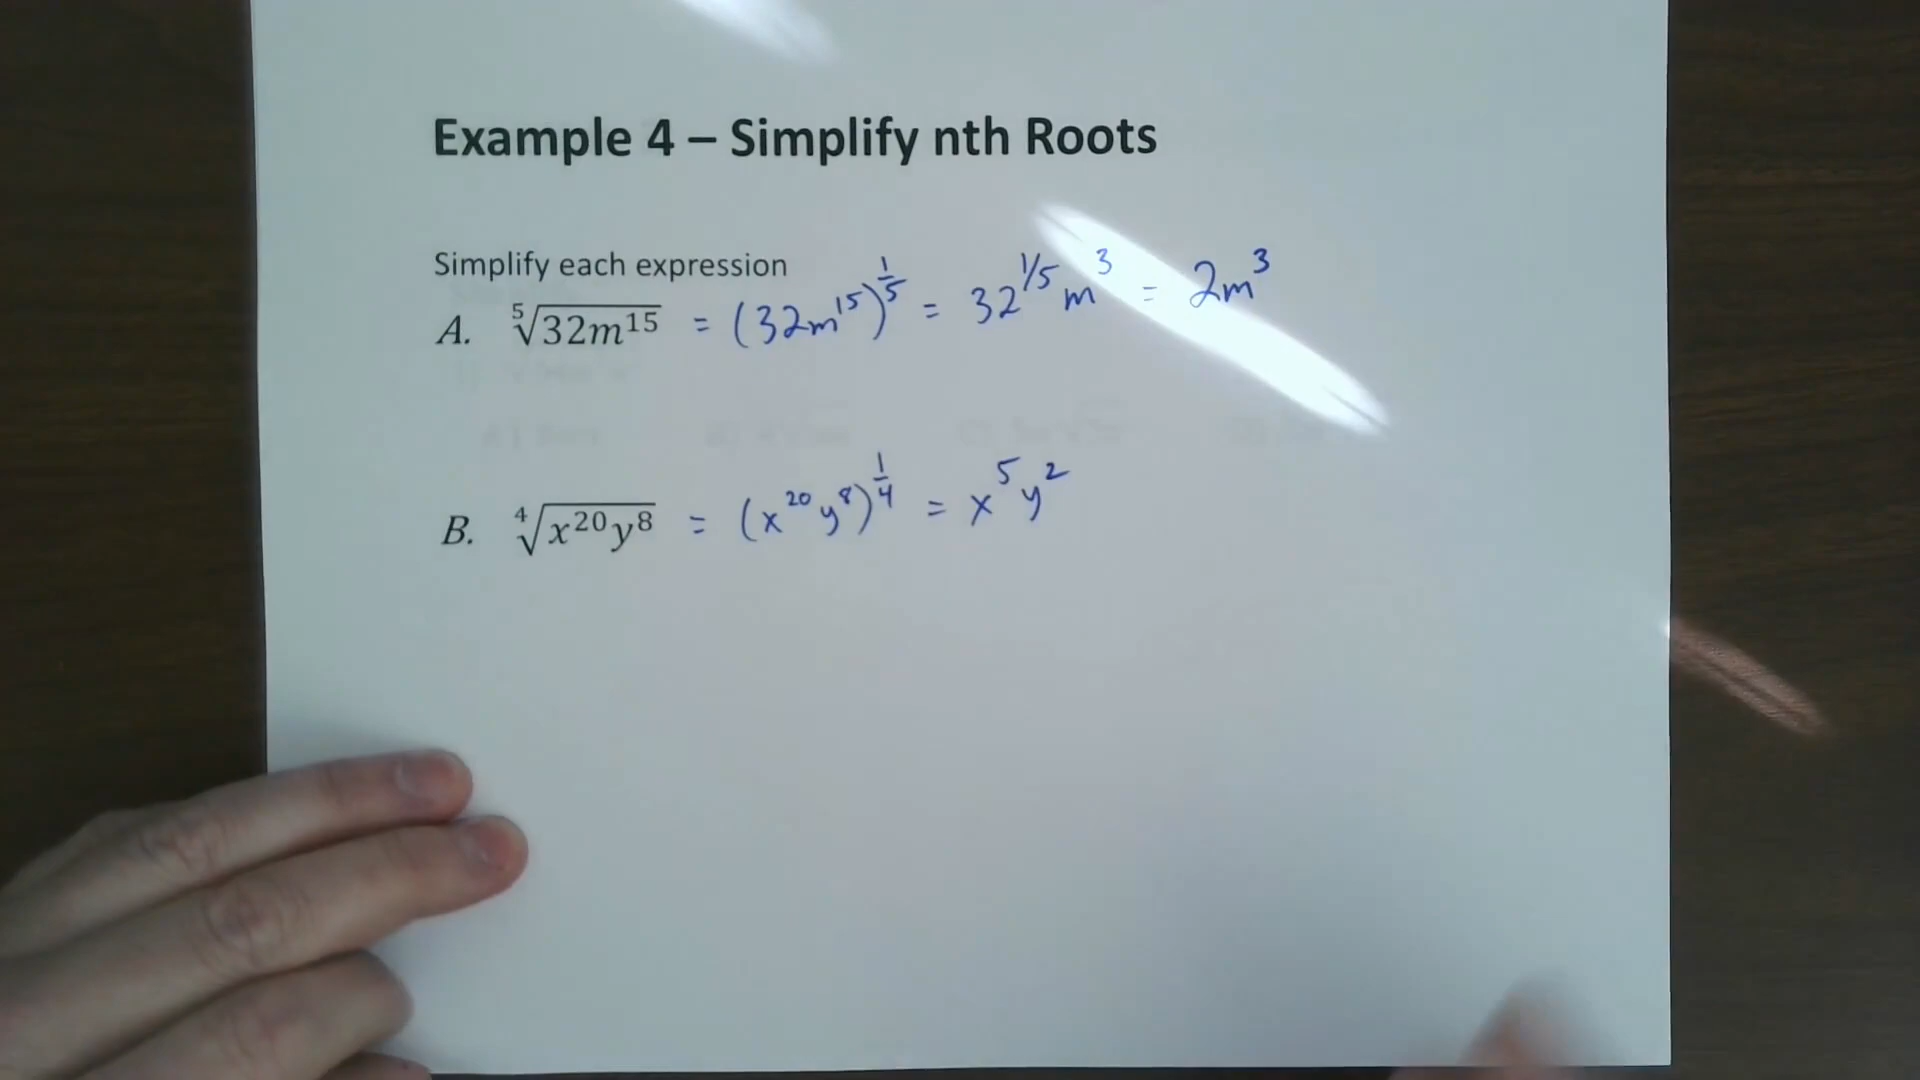 Example 4 – Simplify nth Roots
Simplify each expression
A. ⁵√(32m¹⁵) = (32m¹⁵)^(1/5) = 32^(1/5) m³ = 2m³
B. ⁴√(x²⁰y⁸) = (x²⁰y⁸)^(1/4) = x⁵y²